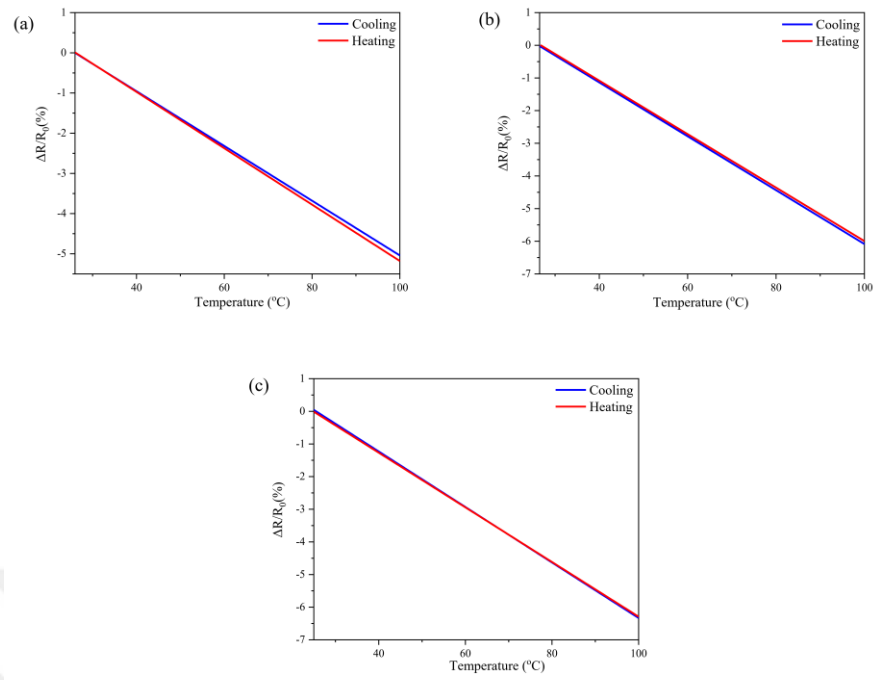 (a)
1
0
-1
-2
-3
-4
-5
ΔR/R₀(%)
Cooling
Heating
40 60 80 100
Temperature (°C)
(b)
1
0
-1
-2
-3
-4
-5
-6
-7
ΔR/R₀(%)
Cooling
Heating
40 60 80 100
Temperature (°C)
(c)
1
0
-1
-2
-3
-4
-5
-6
-7
ΔR/R₀(%)
Cooling
Heating
40 60 80 100
Temperature (°C)